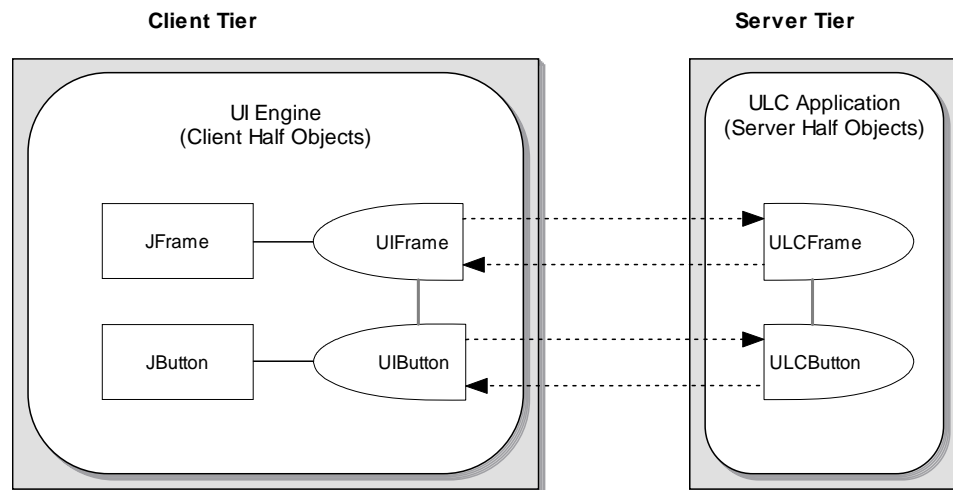 Client Tier
Server Tier
UI Engine
(Client Half Objects)
ULC Application
(Server Half Objects)
JFrame
UIFrame
ULCFrame
JButton
UIButton
ULCButton